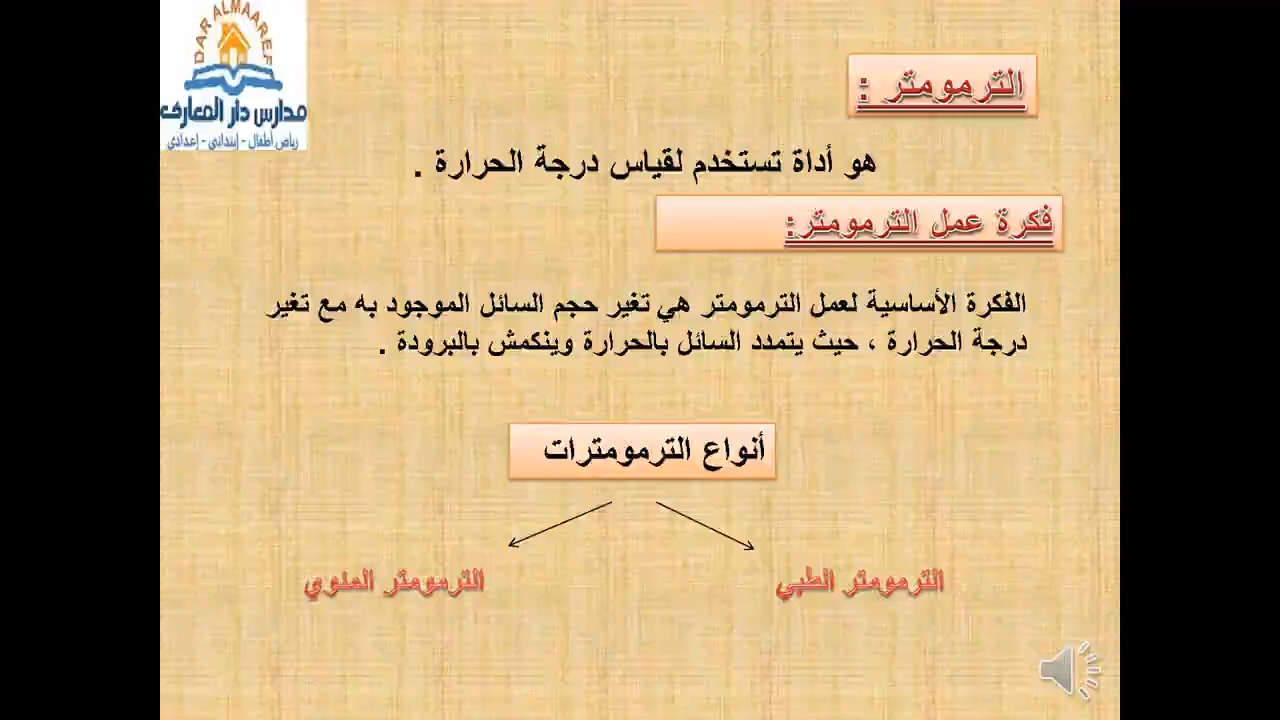 DAR ALMAAREF
مدارس دار المعارف
رياض أطفال - إبتدائي - إعدادي
الترمومتر :
هو أداة تستخدم لقياس درجة الحرارة .
فكرة عمل الترمومتر:
الفكرة الأساسية لعمل الترمومتر هي تغير حجم السائل الموجود به مع تغير
درجة الحرارة ، حيث يتمدد السائل بالحرارة وينكمش بالبرودة .
أنواع الترمومترات
الترمومتر الطبي
الترمومتر المئوي